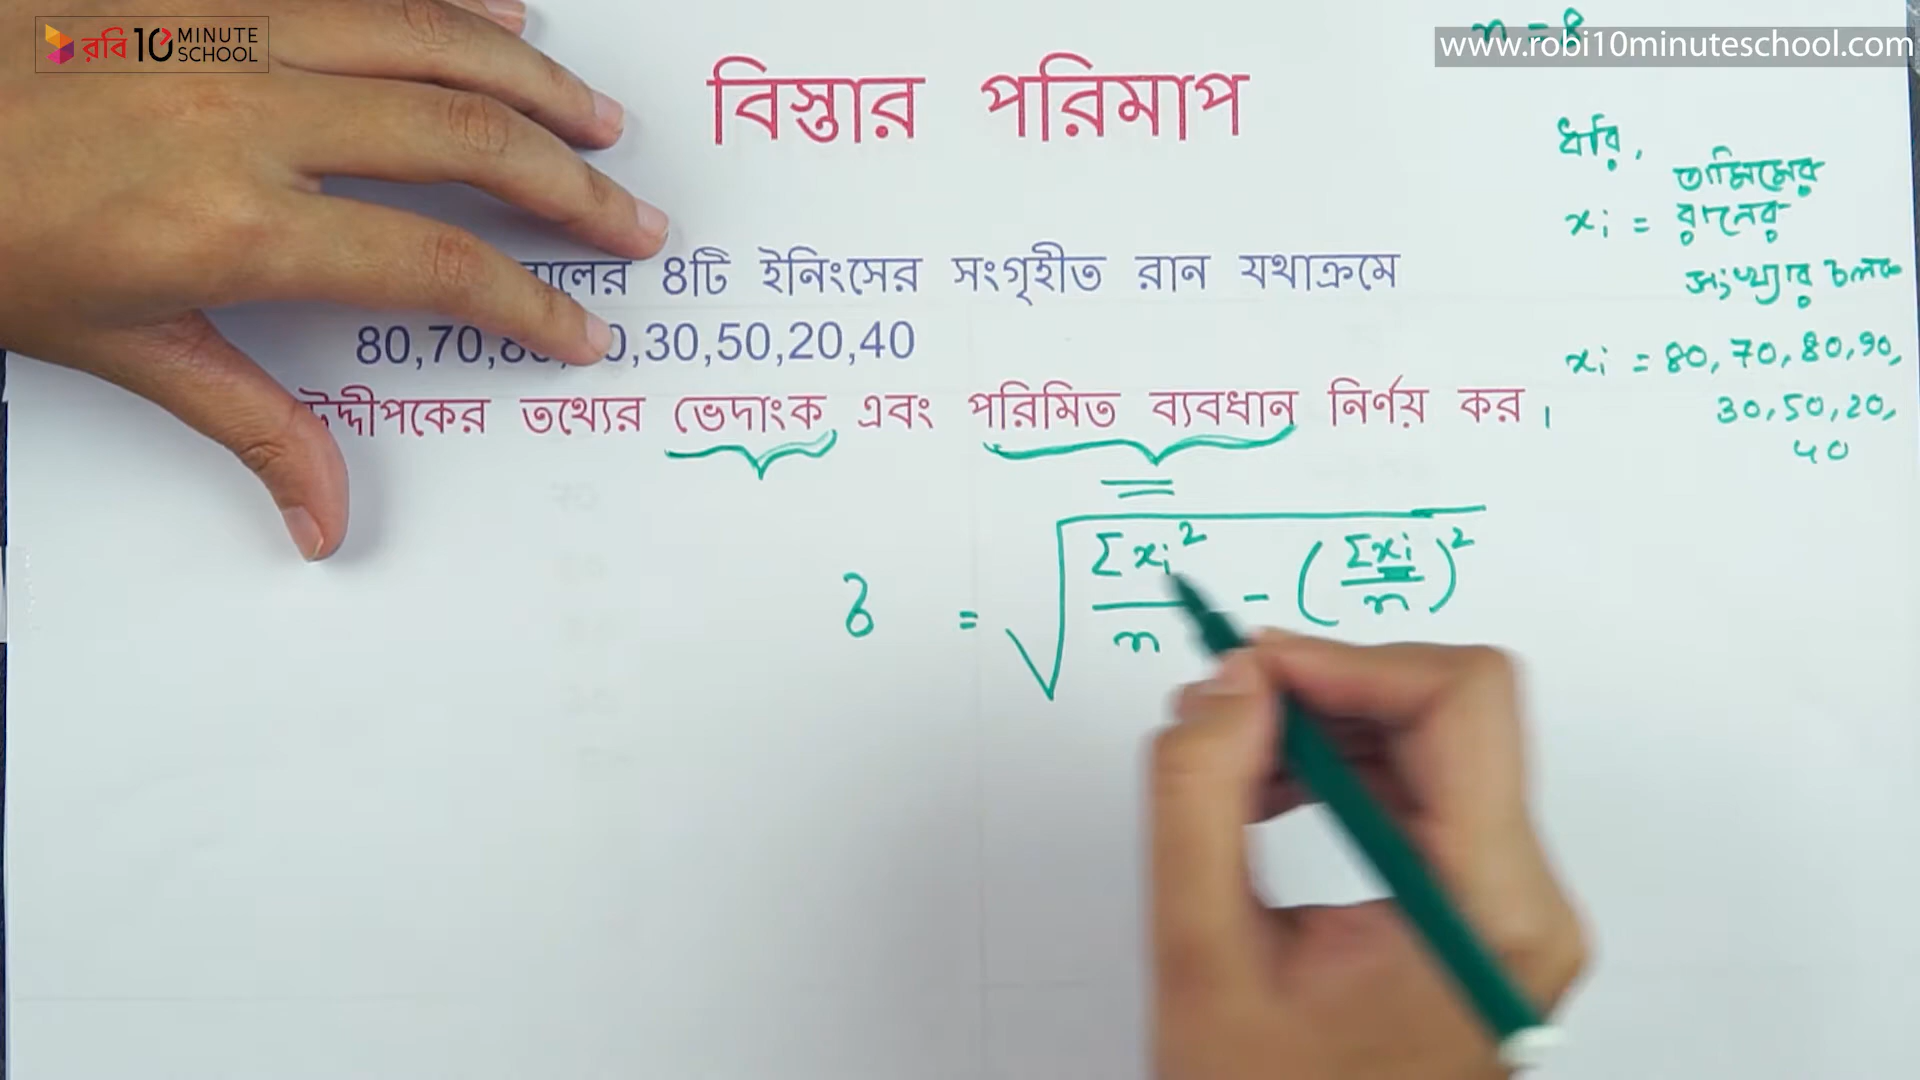 রবি 10 MINUTE SCHOOL
n = 8
www.robi10minuteschool.com
বিস্তার পরিমাপ
ধরি,
তামিমের
xi = রানের
সংখ্যার চলক
8টি ইনিংসের সংগৃহীত রান যথাক্রমে
80,70, ,30,50,20,40
xi = 80, 70, 80, 90,
30, 50, 20,
40
উদ্দীপকের তথ্যের ভেদাংক এবং পরিমিত ব্যবধান নির্ণয় কর।
= √ Σxi² / n - (Σxi / n)²